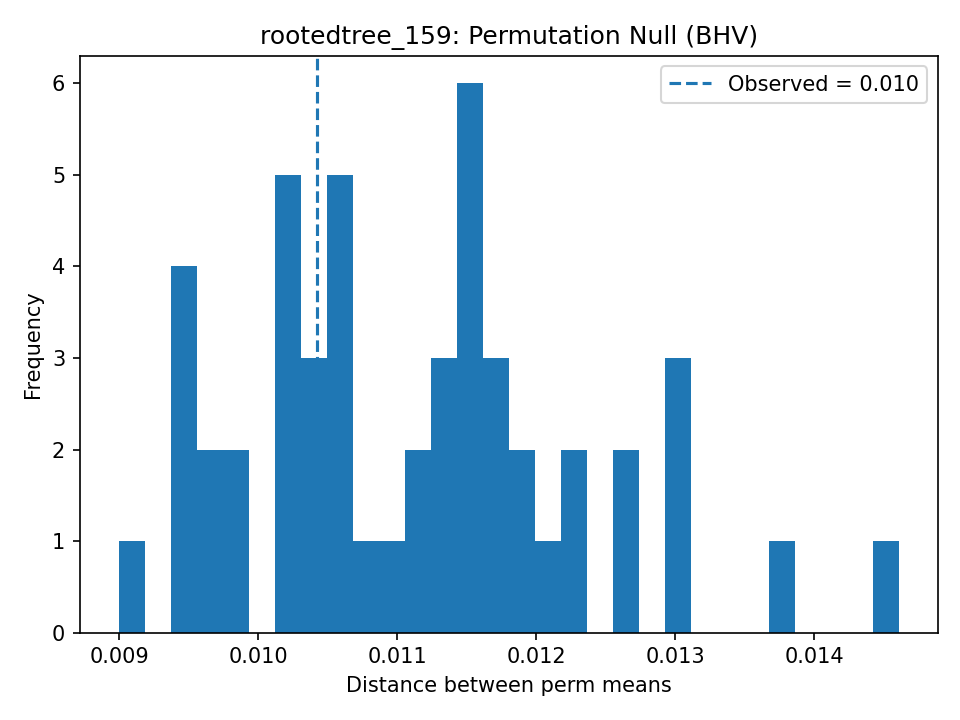 rootedtree_159: Permutation Null (BHV)
Observed = 0.010
6
5
4
3
2
1
0
Frequency
0.009 0.010 0.011 0.012 0.013 0.014
Distance between perm means